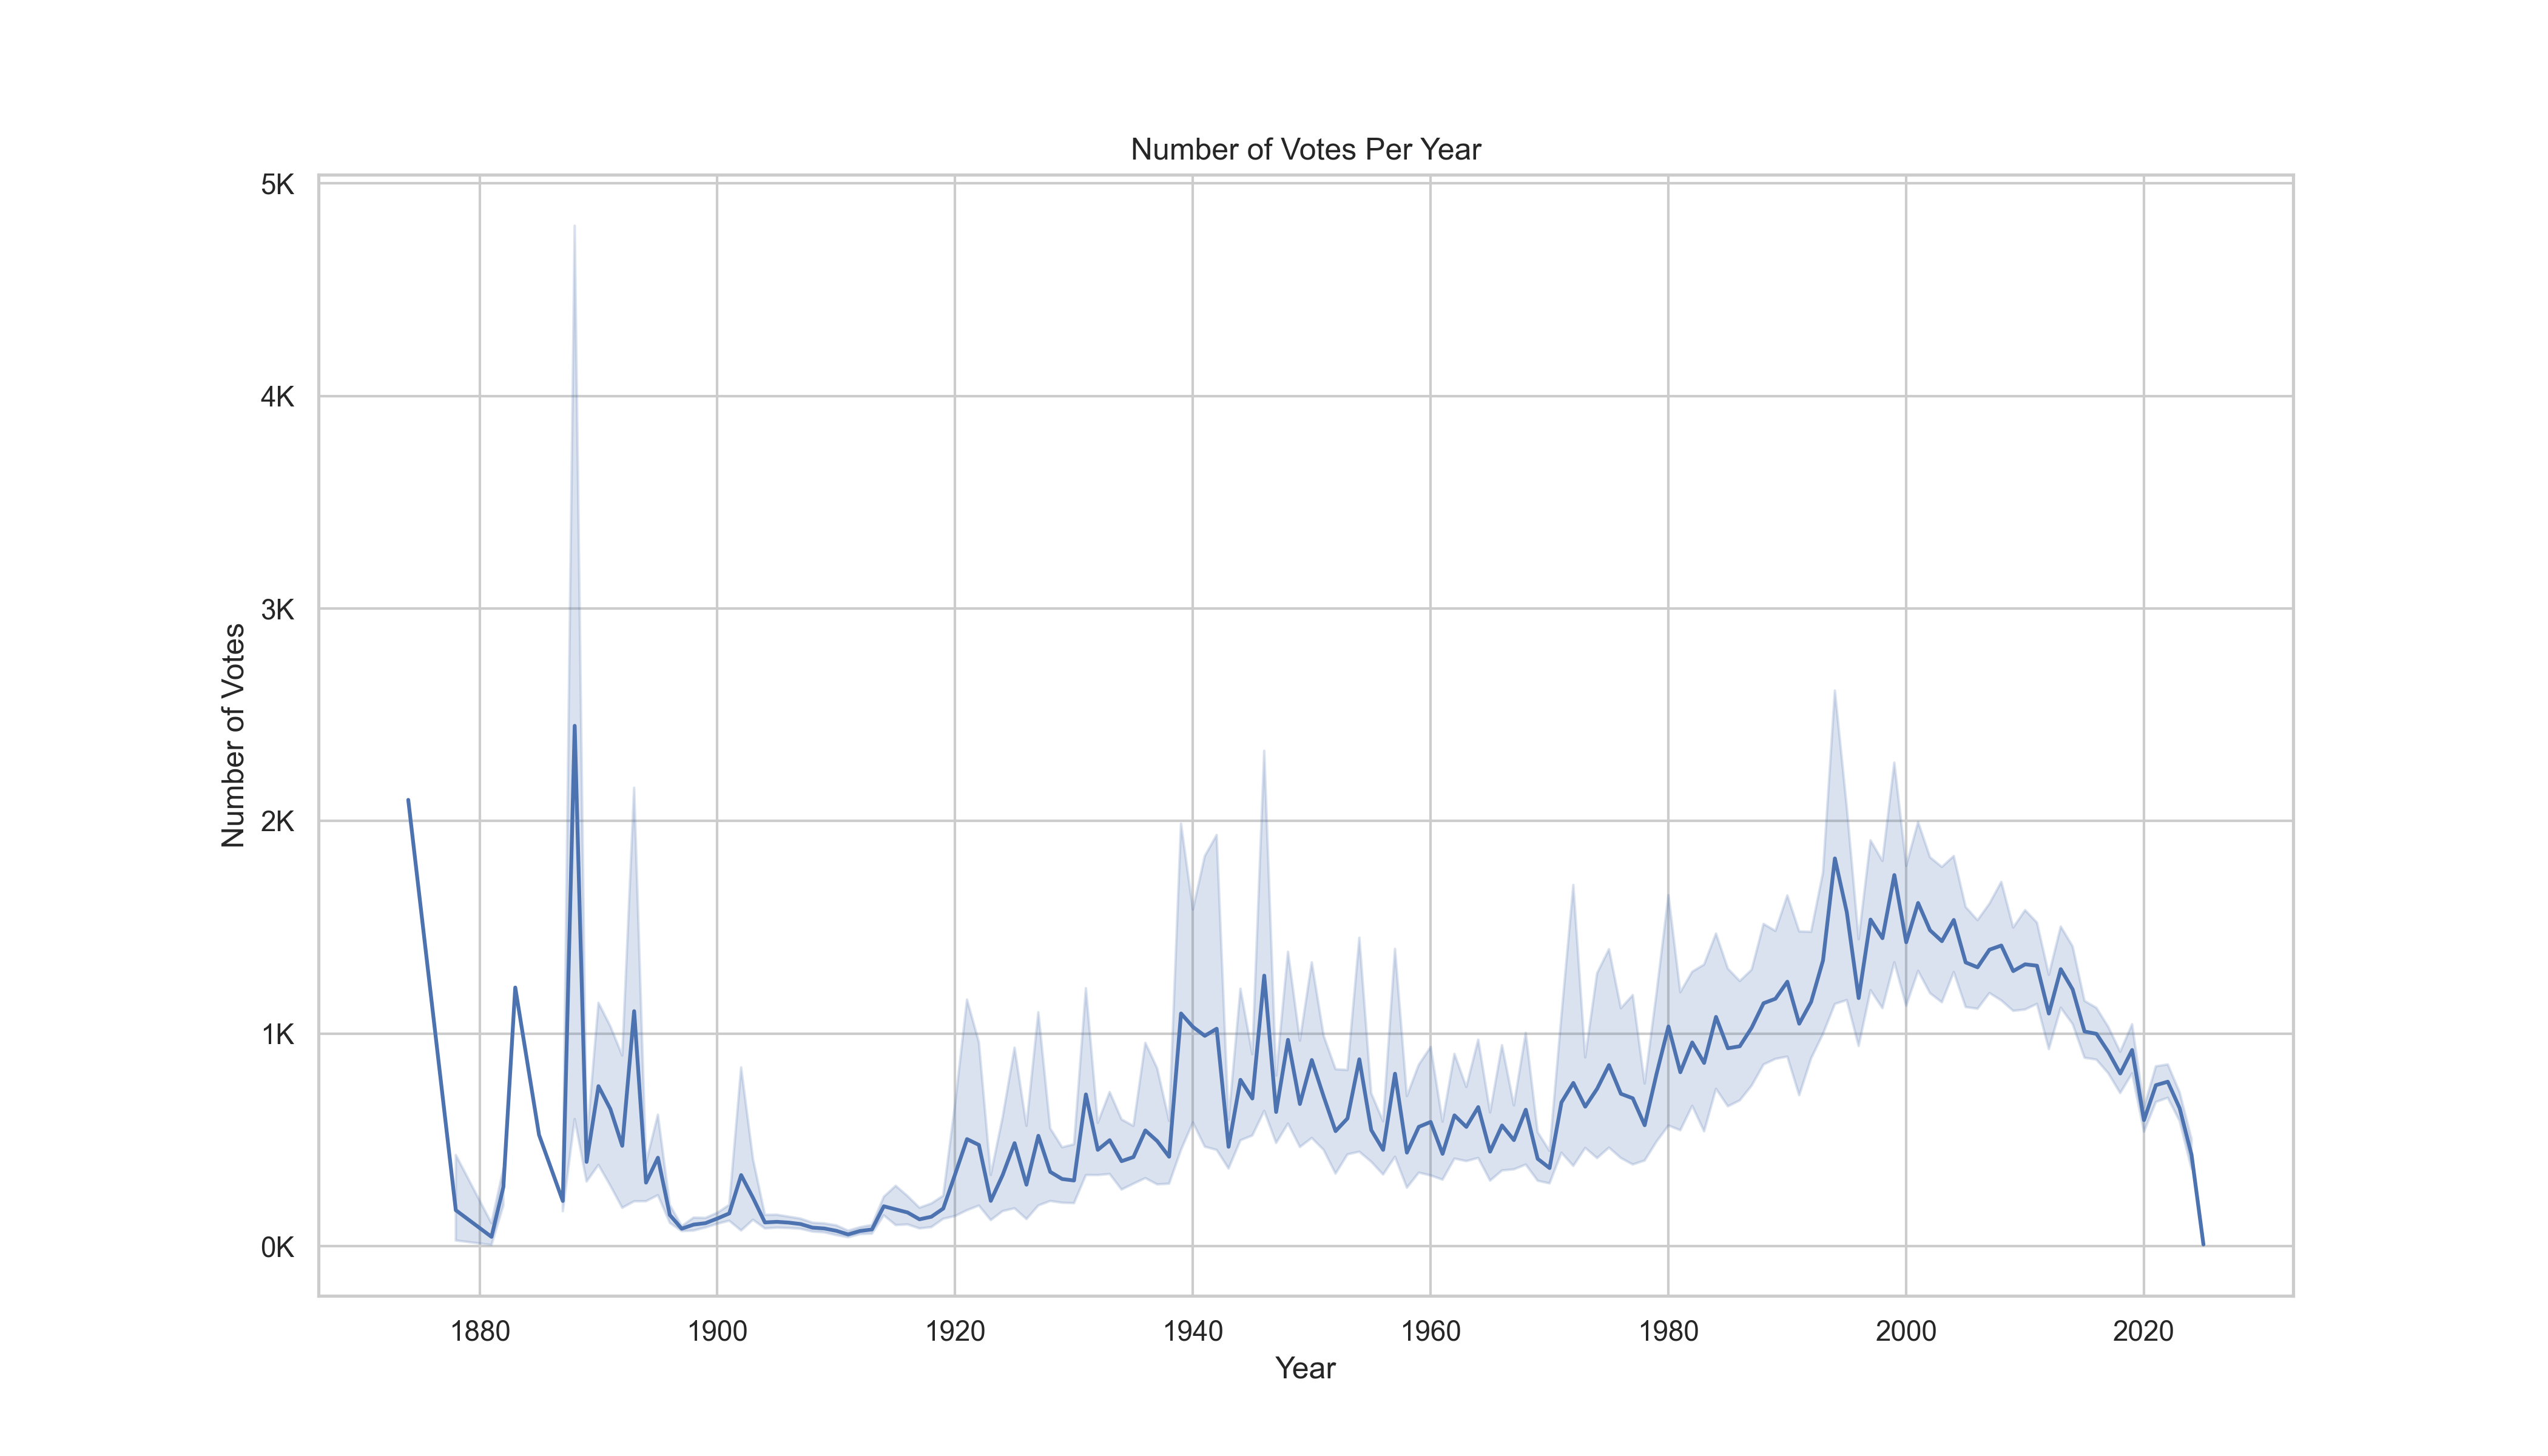 Number of Votes Per Year
5K
4K
3K
2K
1K
0K
Number of Votes
1880 1900 1920 1940 1960 1980 2000 2020
Year